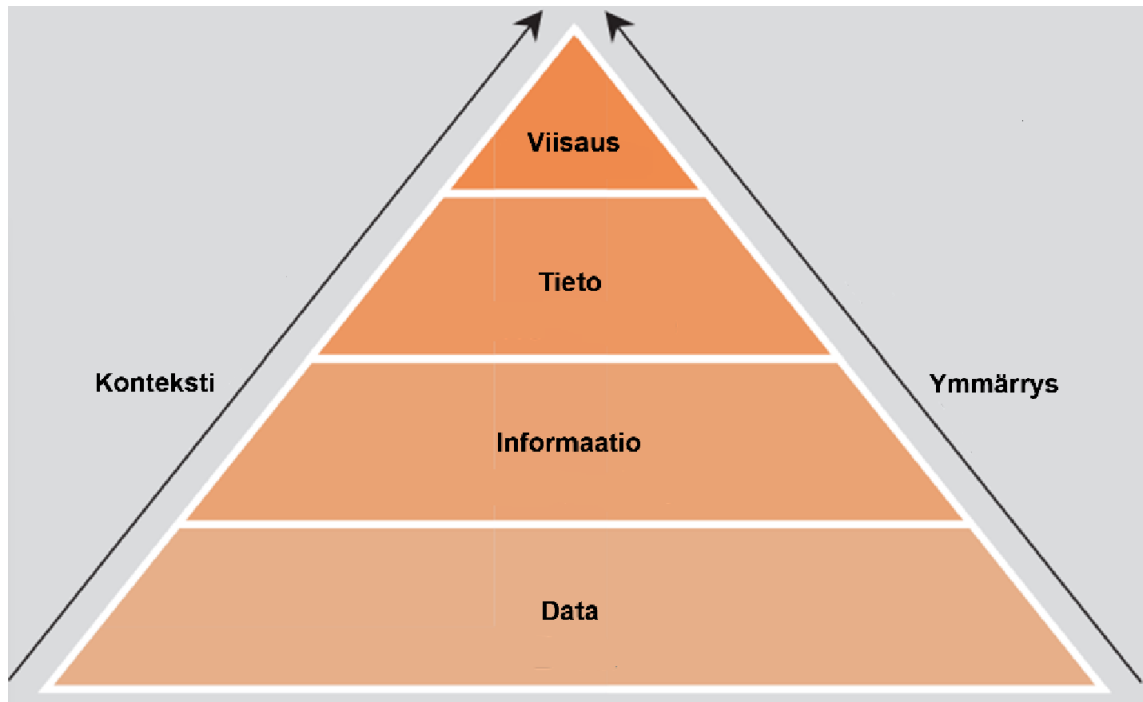 Viisaus
Tieto
Konteksti
Ymmärrys
Informaatio
Data